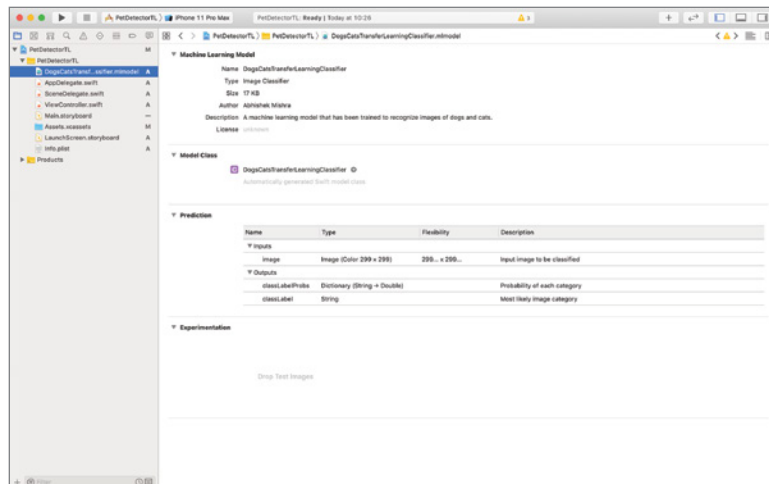 PetDetectorTL iPhone 11 Pro Max PetDetectorTL: Ready | Today at 10:26
PetDetectorTL PetDetectorTL DogsCatsTransferLearningClassifier.mlmodel
PetDetectorTL M
PetDetectorTL
DogsCatsTransf...ssifier.mlmodel A
AppDelegate.swift A
SceneDelegate.swift A
ViewController.swift A
Main.storyboard —
Assets.xcassets M
LaunchScreen.storyboard A
Info.plist A
Products
Machine Learning Model
Name DogsCatsTransferLearningClassifier
Type Image Classifier
Size 17 KB
Author Abhishek Mishra
Description A machine learning model that has been trained to recognize images of dogs and cats.
License unknown
Model Class
DogsCatsTransferLearningClassifier
Automatically generated Swift model class
Prediction
Name Type Flexibility Description
Inputs
image Image (Color 299 x 299) 299... x 299... Input image to be classified
Outputs
classLabelProbs Dictionary (String → Double) Probability of each category
classLabel String Most likely image category
Experimentation
Drop Test Images
Filter